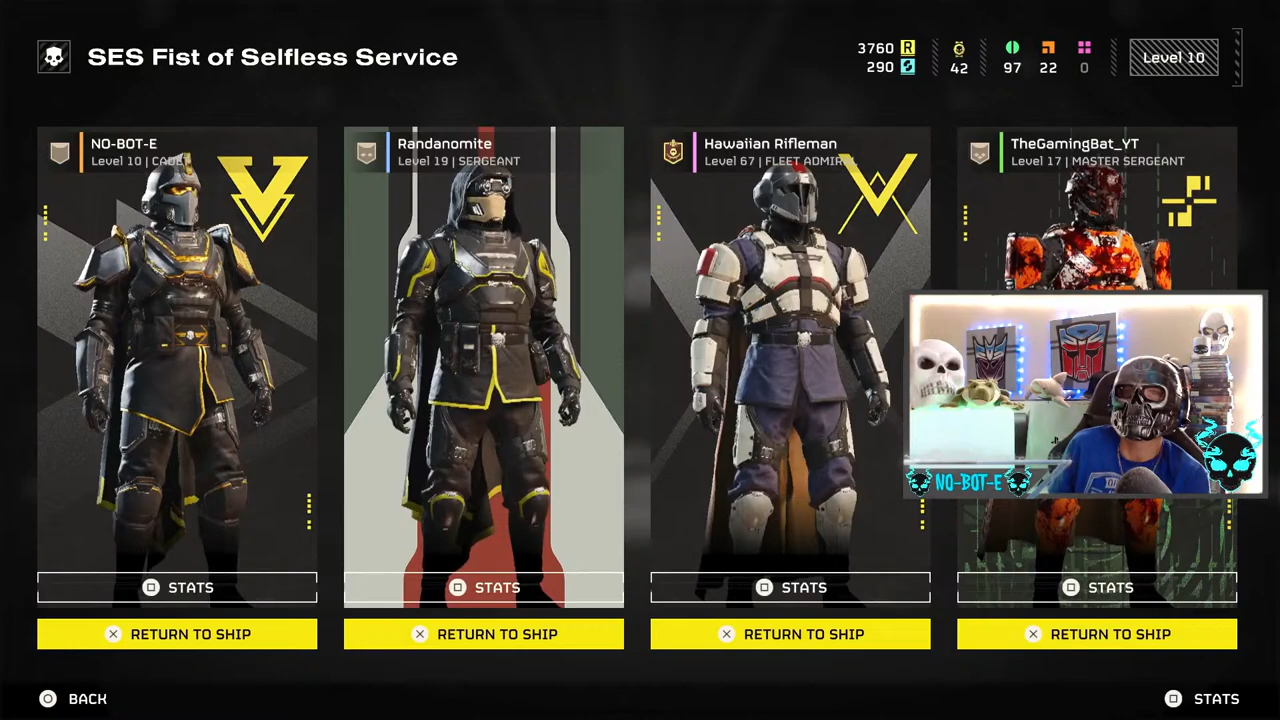 SES Fist of Selfless Service
3760 R
290 S
42
97
22
0
Level 10
NO-BOT-E
Level 10 | CADE
Randanomite
Level 19 | SERGEANT
Hawaiian Rifleman
Level 67 | FLEET ADMIRAL
TheGamingBat_YT
Level 17 | MASTER SERGEANT
NO-BOT-E
STATS
STATS
STATS
STATS
RETURN TO SHIP
RETURN TO SHIP
RETURN TO SHIP
RETURN TO SHIP
BACK
STATS